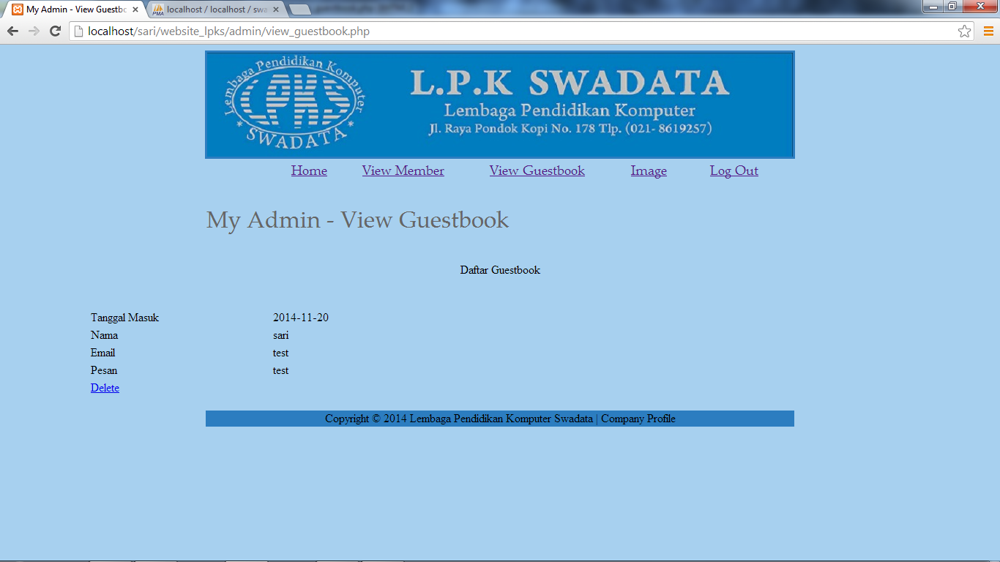 My Admin - View Guestbo
localhost / localhost / swa
localhost/sari/website_lpks/admin/view_guestbook.php
Lembaga Pendidikan Komputer
LPKS
* SWADATA *
L.P.K SWADATA
Lembaga Pendidikan Komputer
Jl. Raya Pondok Kopi No. 178 Tlp. (021- 8619257)
Home View Member View Guestbook Image Log Out
My Admin - View Guestbook
Daftar Guestbook
Tanggal Masuk 2014-11-20
Nama sari
Email test
Pesan test
Delete
Copyright © 2014 Lembaga Pendidikan Komputer Swadata | Company Profile